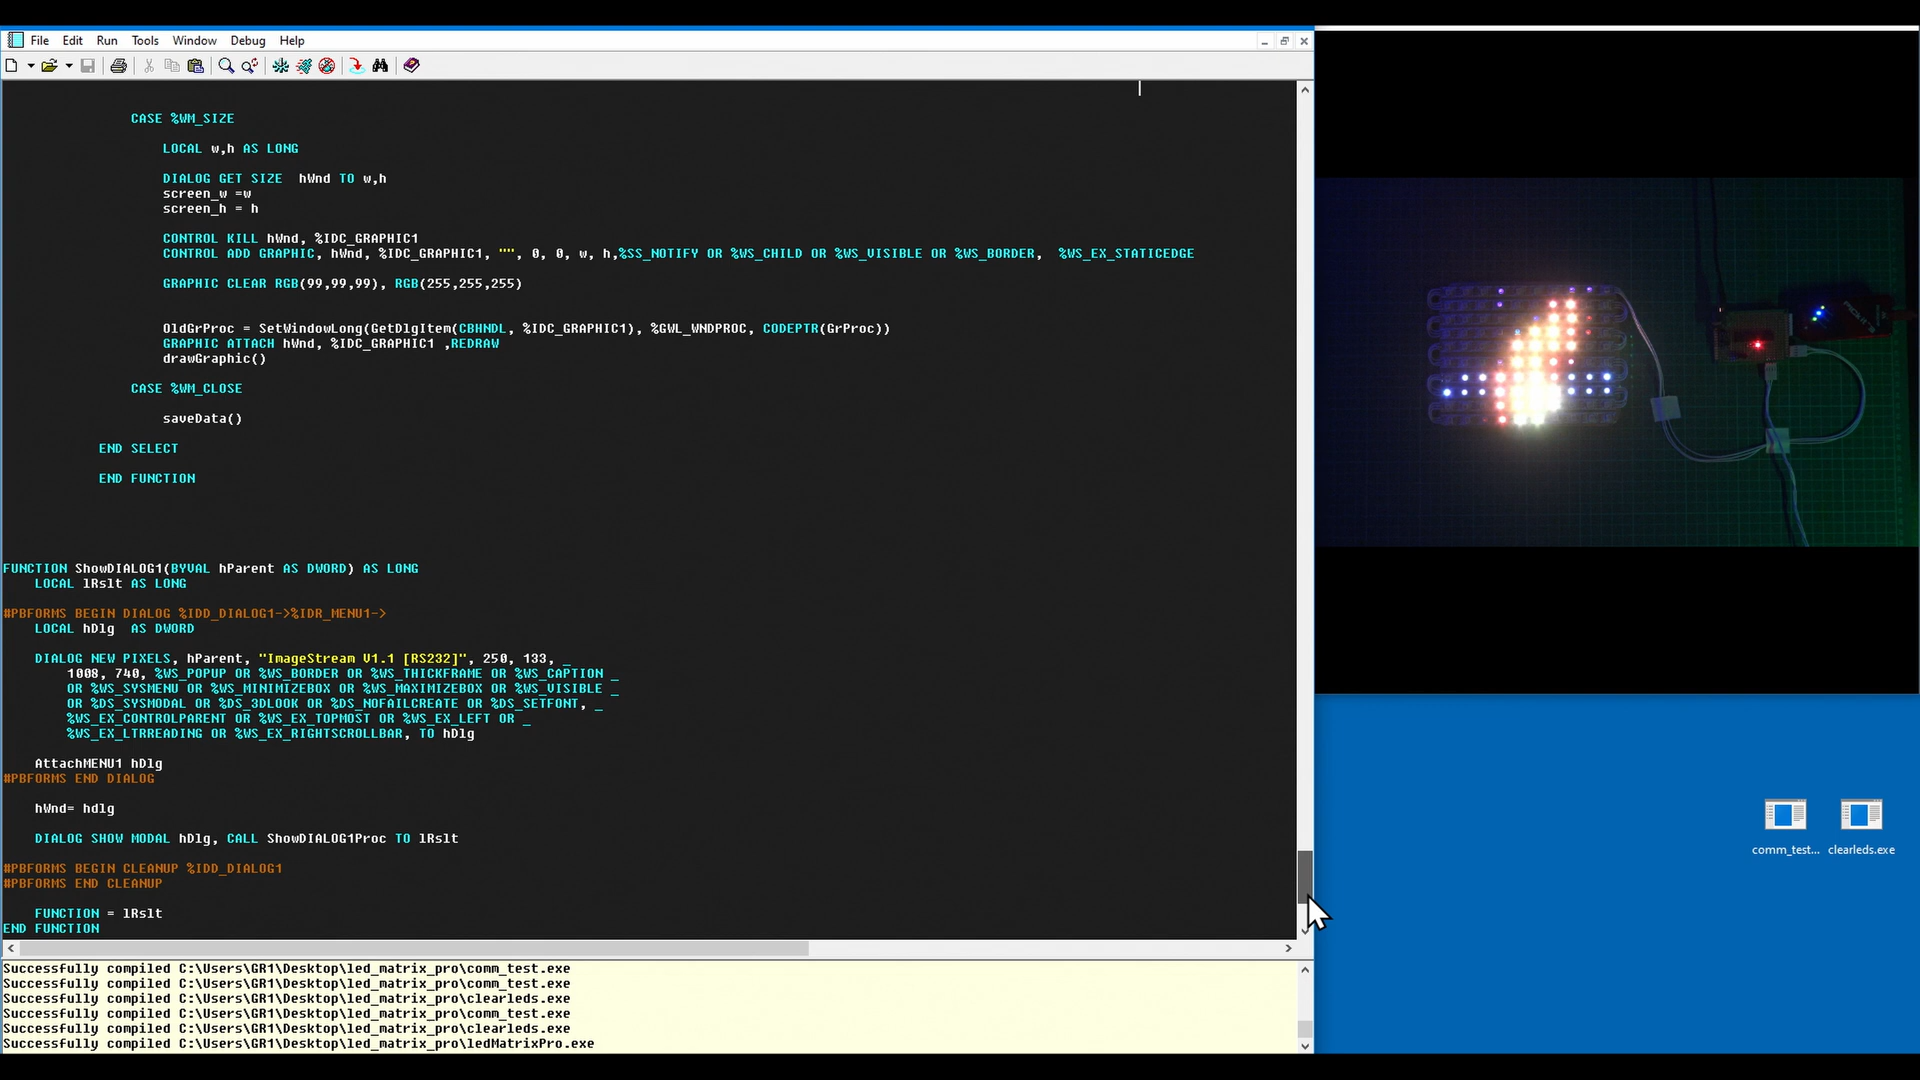 File Edit Run Tools Window Debug Help
CASE %WM_SIZE
LOCAL w,h AS LONG
DIALOG GET SIZE  hWnd TO w,h
screen_w =w
screen_h = h
CONTROL KILL hWnd, %IDC_GRAPHIC1
CONTROL ADD GRAPHIC, hWnd, %IDC_GRAPHIC1, "", 0, 0, w, h,%SS_NOTIFY OR %WS_CHILD OR %WS_VISIBLE OR %WS_BORDER,  %WS_EX_STATICEDGE
GRAPHIC CLEAR RGB(99,99,99), RGB(255,255,255)
OldGrProc = SetWindowLong(GetDlgItem(CBHNDL, %IDC_GRAPHIC1), %GWL_WNDPROC, CODEPTR(GrProc))
GRAPHIC ATTACH hWnd, %IDC_GRAPHIC1 ,REDRAW
drawGraphic()
CASE %WM_CLOSE
saveData()
END SELECT
END FUNCTION
FUNCTION ShowDIALOG1(BYVAL hParent AS DWORD) AS LONG
LOCAL lRslt AS LONG
#PBFORMS BEGIN DIALOG %IDD_DIALOG1->%IDR_MENU1->
LOCAL hDlg  AS DWORD
DIALOG NEW PIXELS, hParent, "ImageStream V1.1 [RS232]", 250, 133, _
1008, 740, %WS_POPUP OR %WS_BORDER OR %WS_THICKFRAME OR %WS_CAPTION _
OR %WS_SYSMENU OR %WS_MINIMIZEBOX OR %WS_MAXIMIZEBOX OR %WS_VISIBLE _
OR %DS_SYSMODAL OR %DS_3DLOOK OR %DS_NOFAILCREATE OR %DS_SETFONT, _
%WS_EX_CONTROLPARENT OR %WS_EX_TOPMOST OR %WS_EX_LEFT OR _
%WS_EX_LTRREADING OR %WS_EX_RIGHTSCROLLBAR, TO hDlg
AttachMENU1 hDlg
#PBFORMS END DIALOG
hWnd= hdlg
DIALOG SHOW MODAL hDlg, CALL ShowDIALOG1Proc TO lRslt
#PBFORMS BEGIN CLEANUP %IDD_DIALOG1
#PBFORMS END CLEANUP
FUNCTION = lRslt
END FUNCTION
Successfully compiled C:\Users\GR1\Desktop\led_matrix_pro\comm_test.exe
Successfully compiled C:\Users\GR1\Desktop\led_matrix_pro\comm_test.exe
Successfully compiled C:\Users\GR1\Desktop\led_matrix_pro\clearleds.exe
Successfully compiled C:\Users\GR1\Desktop\led_matrix_pro\comm_test.exe
Successfully compiled C:\Users\GR1\Desktop\led_matrix_pro\clearleds.exe
Successfully compiled C:\Users\GR1\Desktop\led_matrix_pro\ledMatrixPro.exe
comm_test... clearleds.exe